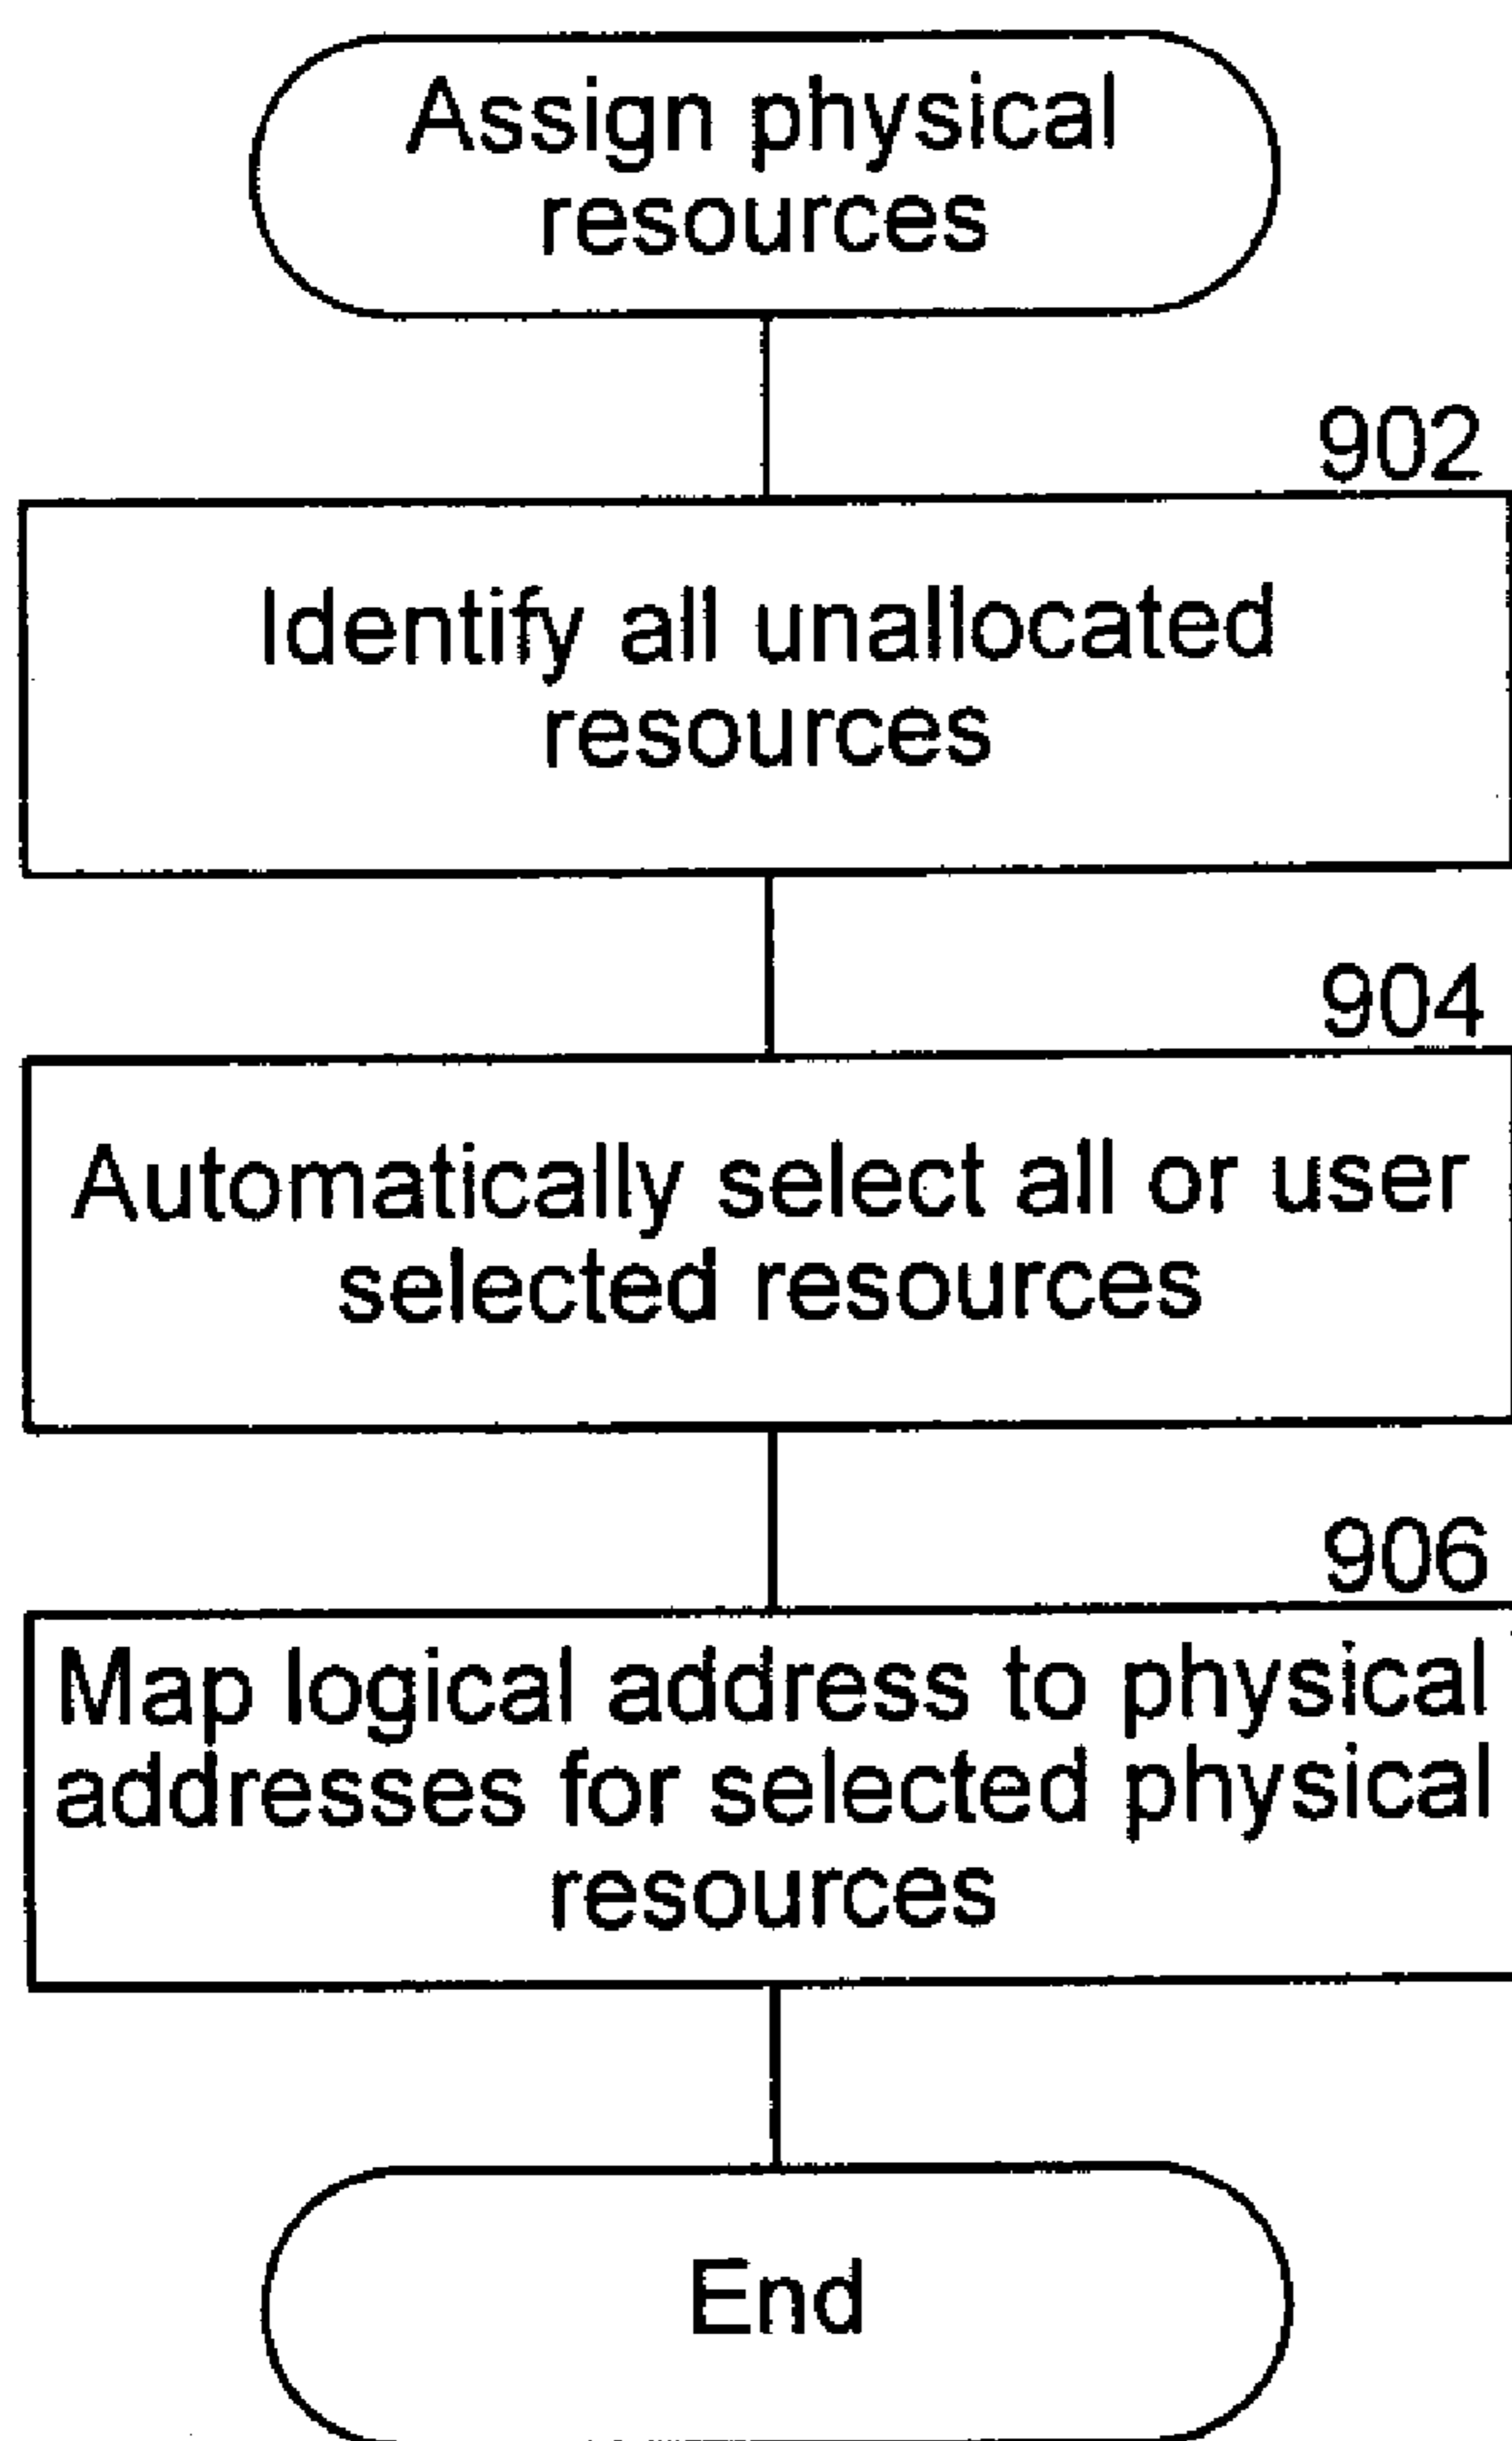 Assign physical
resources
902
Identify all unallocated
resources
904
Automatically select all or user
selected resources
906
Map logical address to physical
addresses for selected physical
resources
End